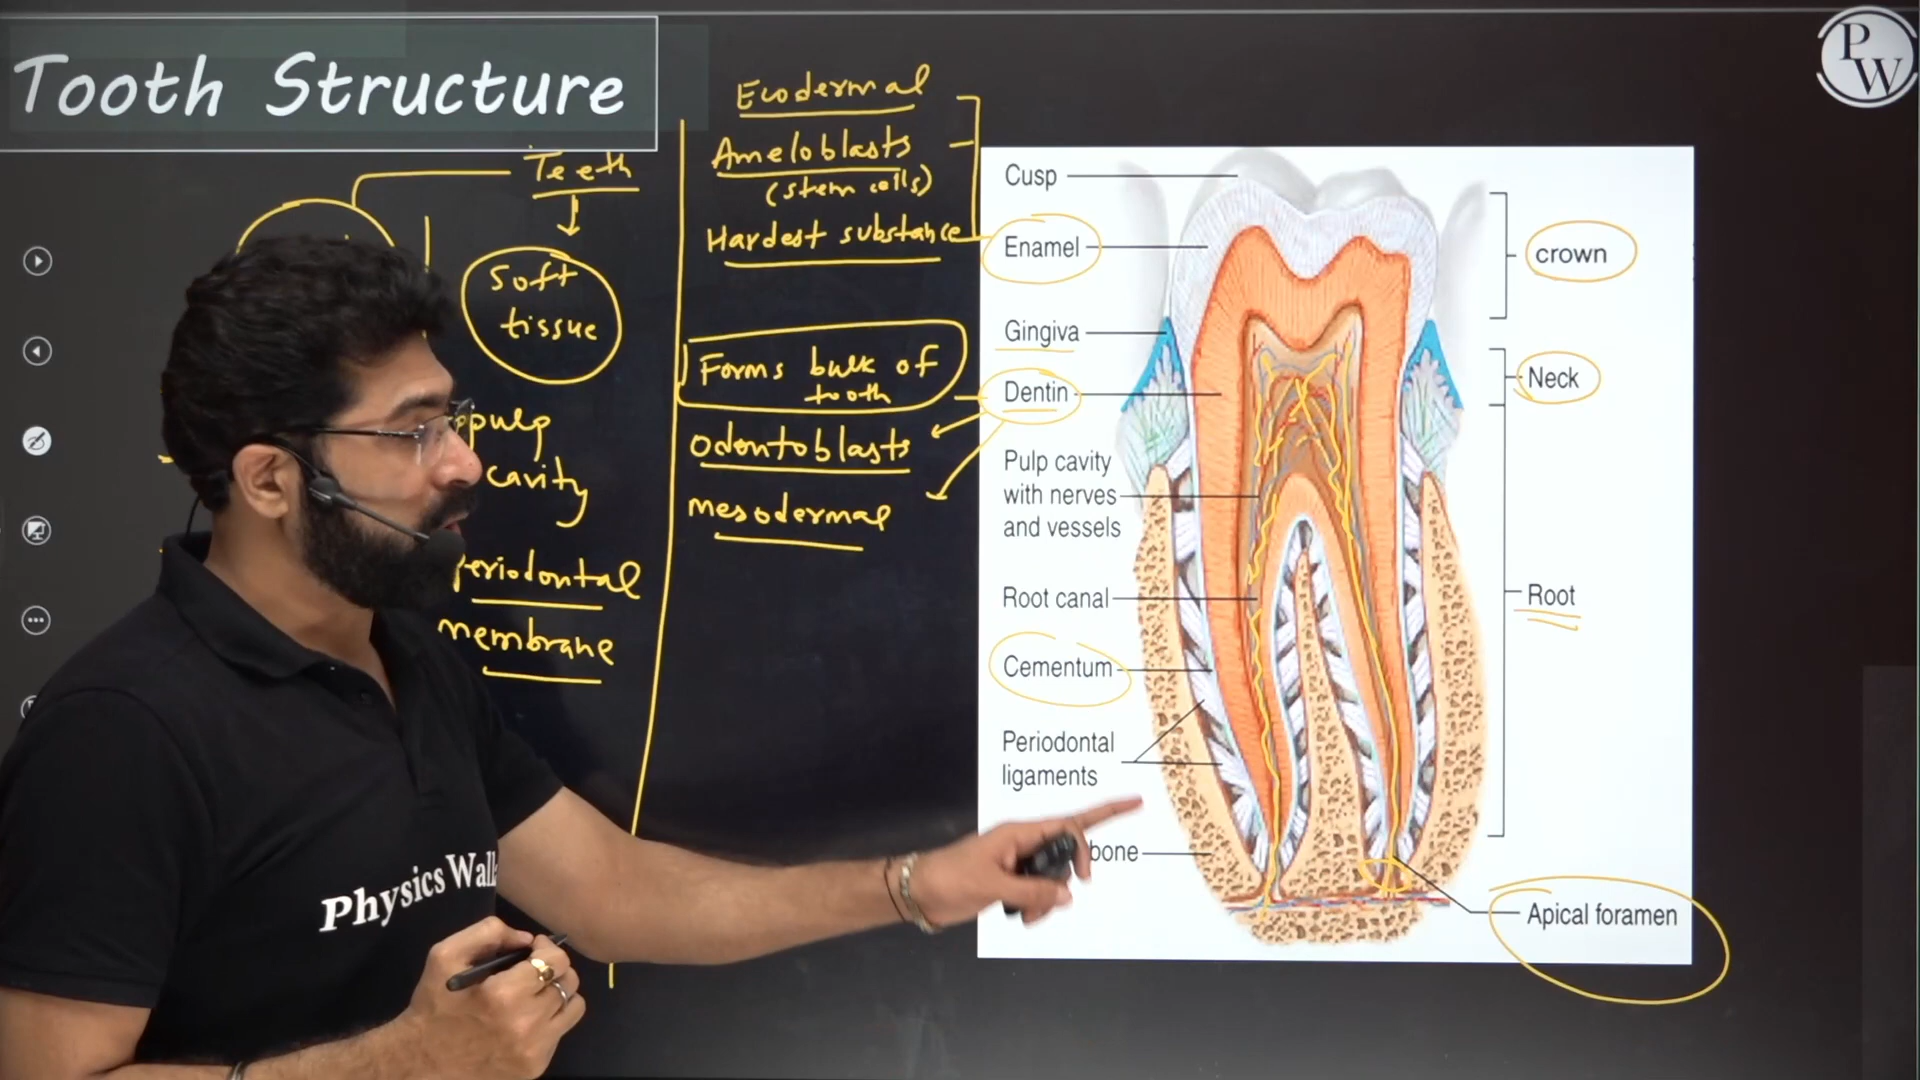 Tooth Structure
PW
Teeth
Soft
tissue
pulp
cavity
Periodontal
membrane
Ecodermal
Ameloblasts
(stem cells)
Hardest substance
Forms bulk of
tooth
Odontoblasts
mesodermal
Cusp
Enamel
Gingiva
Dentin
Pulp cavity
with nerves
and vessels
Root canal
Cementum
Periodontal
ligaments
bone
crown
Neck
Root
Apical foramen
Physics Wall